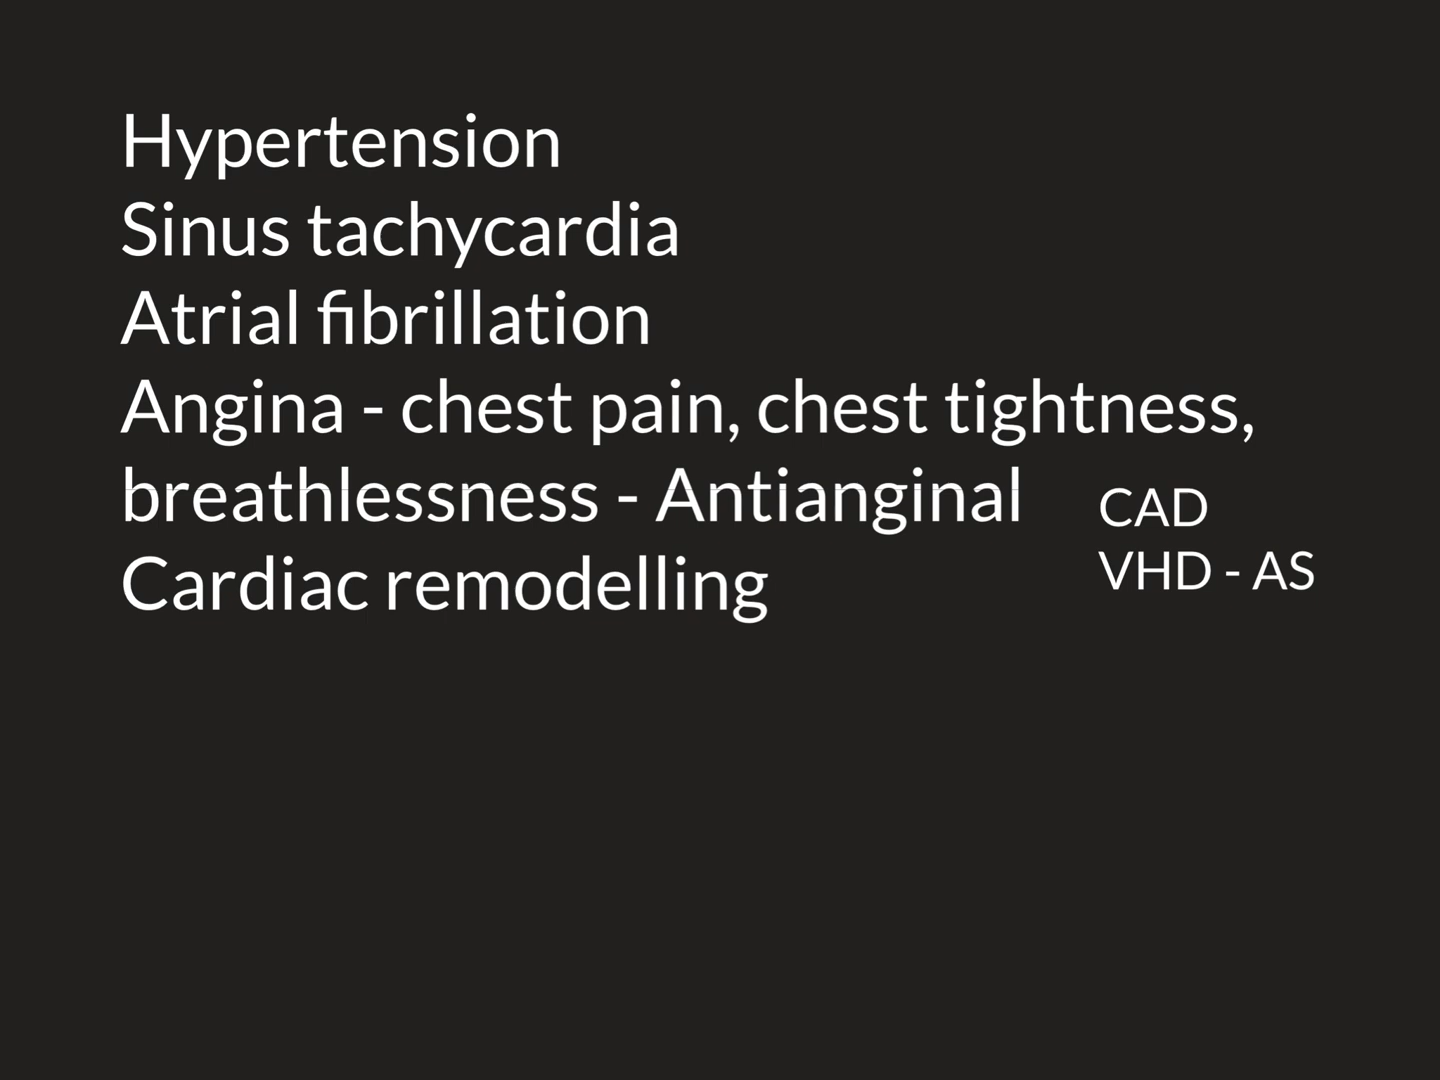 Hypertension
Sinus tachycardia
Atrial fibrillation
Angina - chest pain, chest tightness,
breathlessness - Antianginal
Cardiac remodelling
CAD
VHD - AS